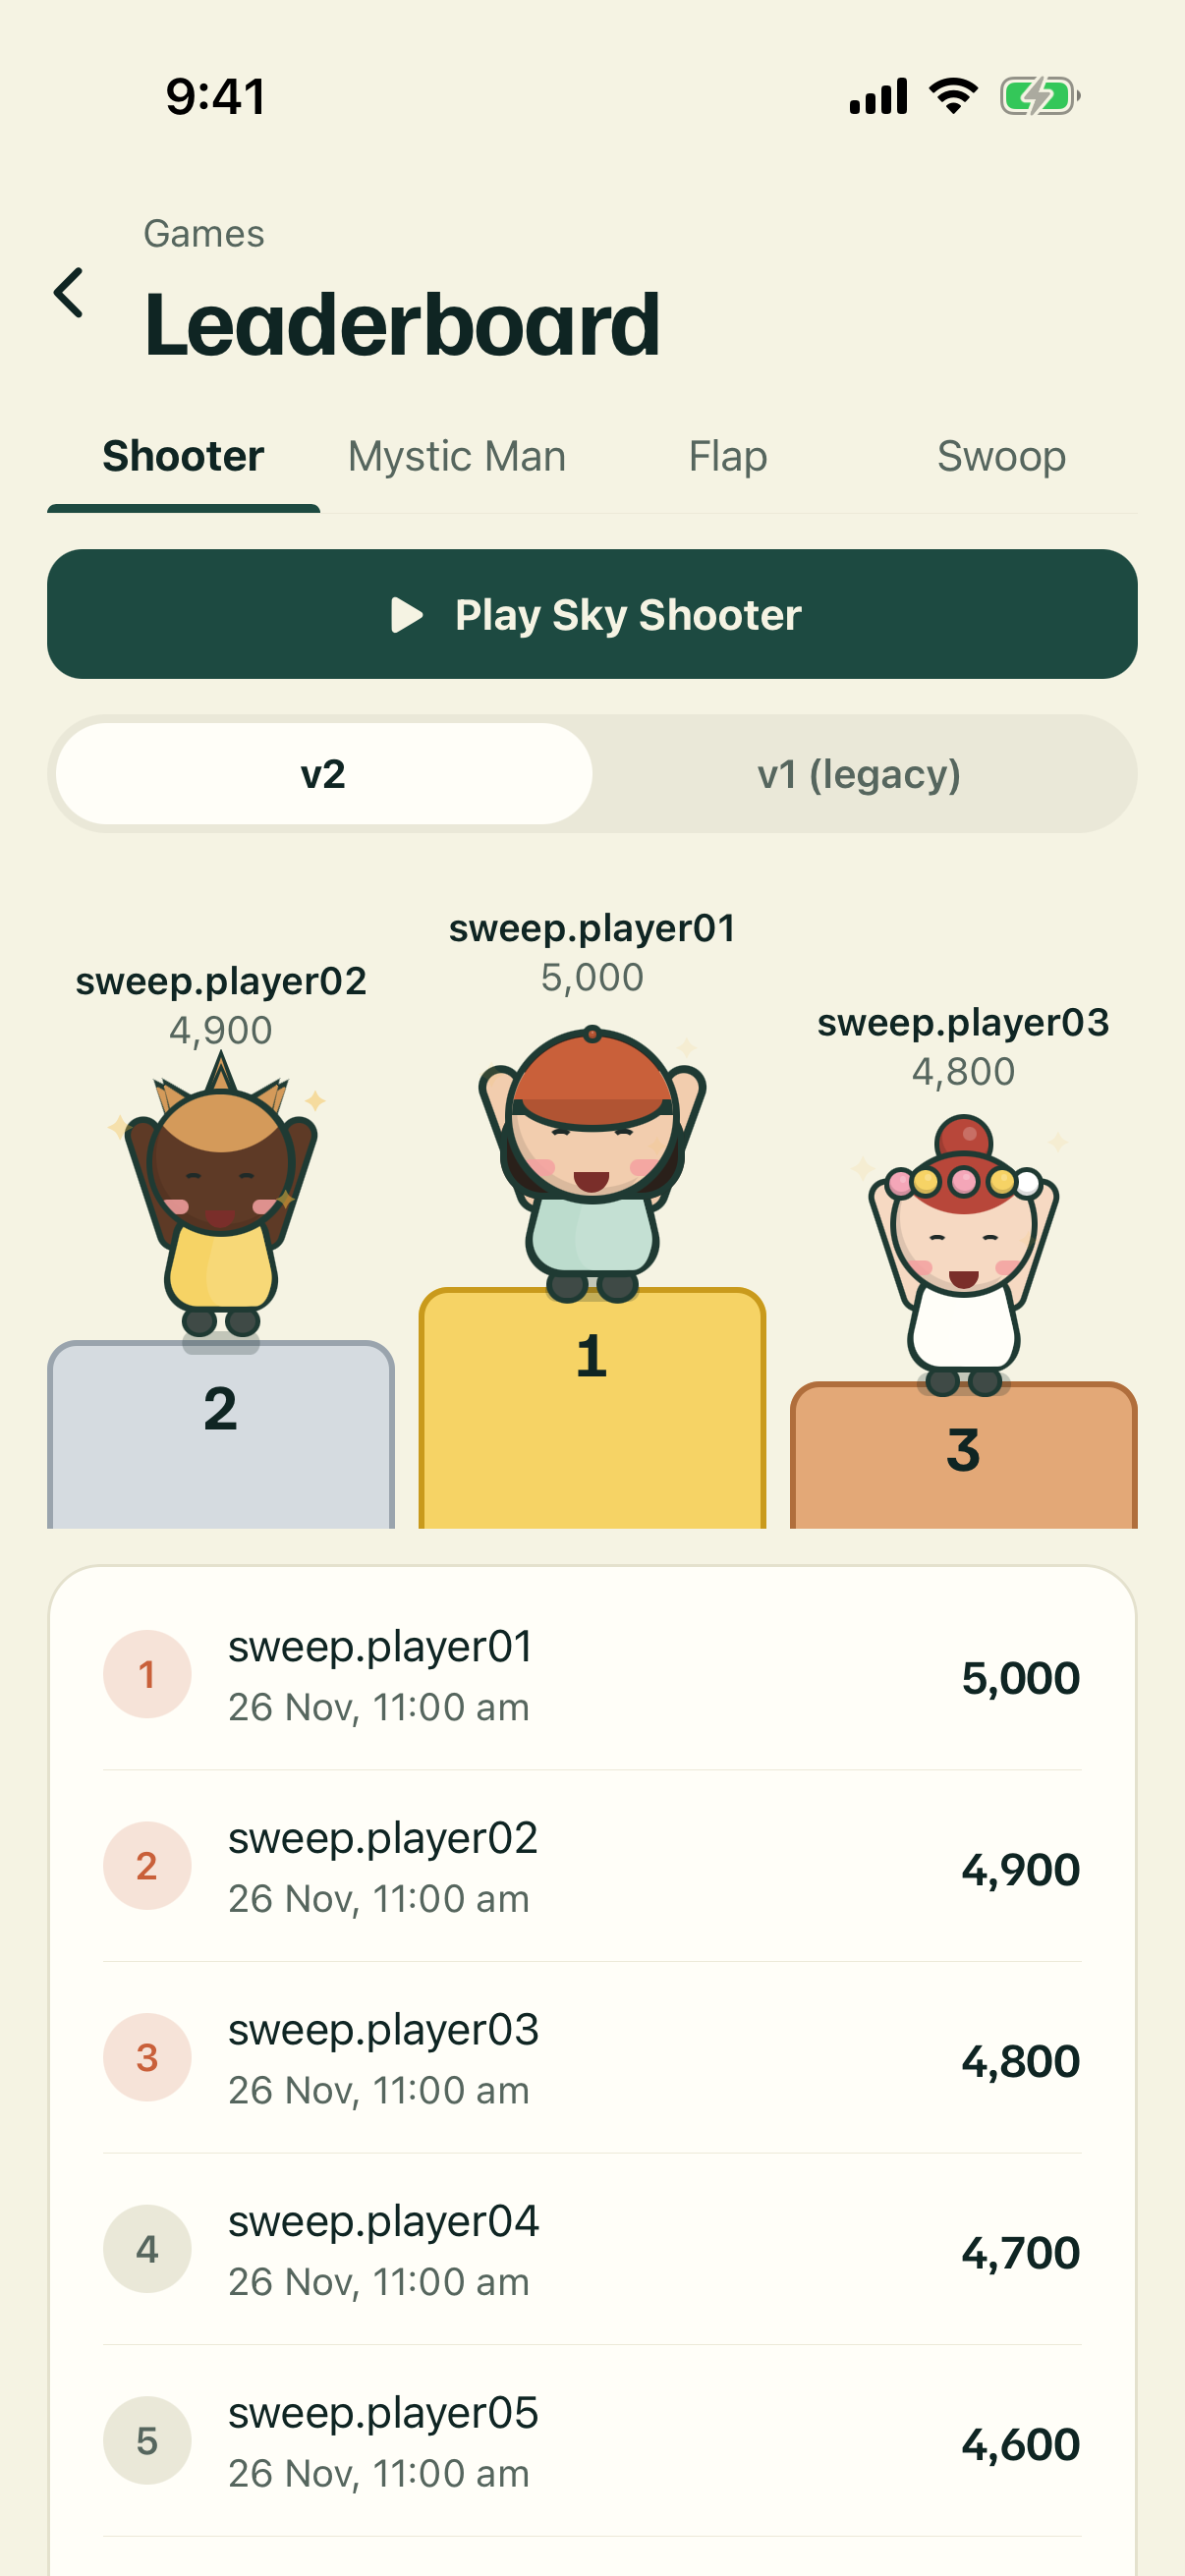 9:41
Games
Leaderboard
Shooter Mystic Man Flap Swoop
Play Sky Shooter
v2 v1 (legacy)
sweep.player01
5,000
sweep.player02
4,900
sweep.player03
4,800
1
2
3
1
sweep.player01
26 Nov, 11:00 am
5,000
2
sweep.player02
26 Nov, 11:00 am
4,900
3
sweep.player03
26 Nov, 11:00 am
4,800
4
sweep.player04
26 Nov, 11:00 am
4,700
5
sweep.player05
26 Nov, 11:00 am
4,600